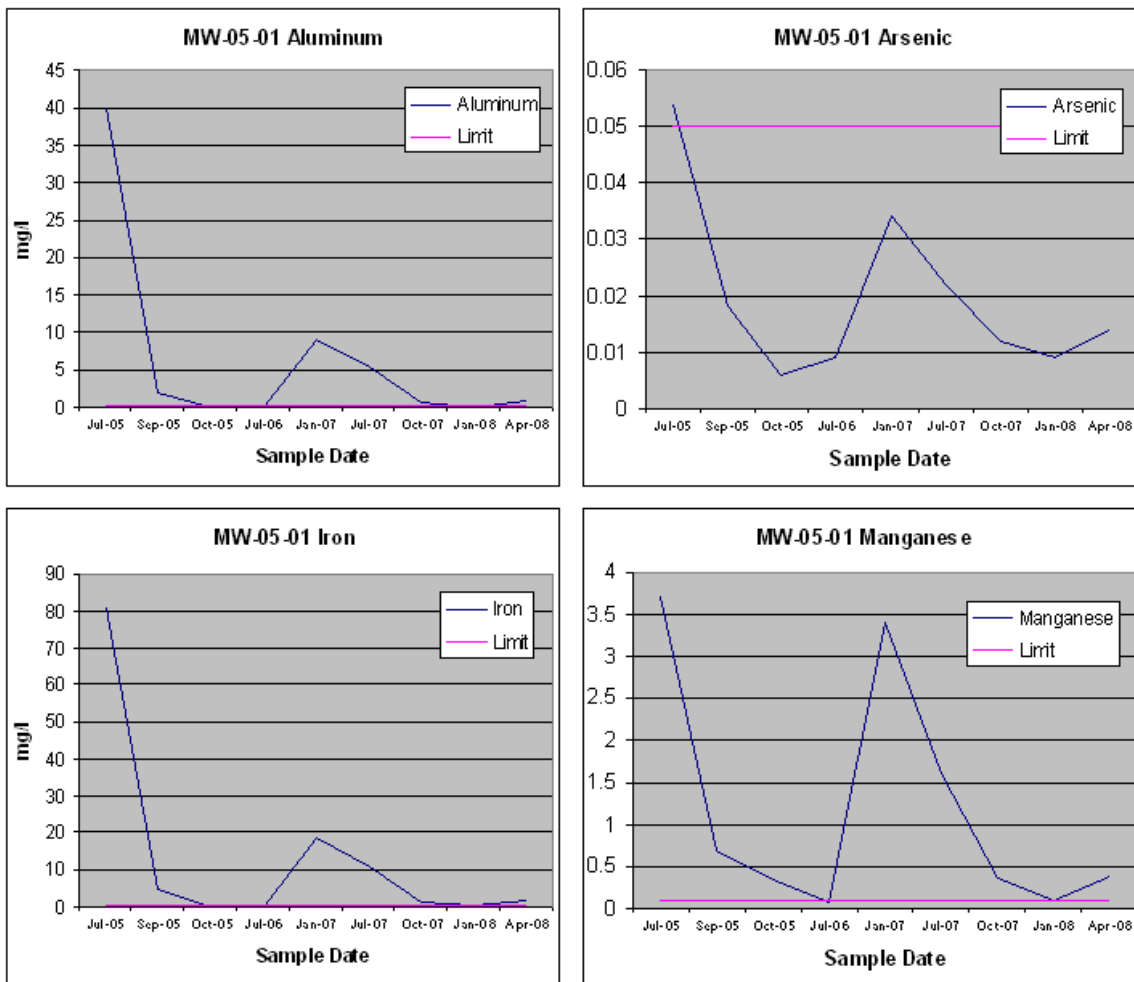 MW-05-01 Aluminum
45
40
35
30
25
20
15
10
5
0
mg/l
Aluminum
Limit
Jul-05 Sep-05 Oct-05 Jul-06 Jan-07 Jul-07 Oct-07 Jan-08 Apr-08
Sample Date
MW-05-01 Arsenic
0.06
0.05
0.04
0.03
0.02
0.01
0
Arsenic
Limit
Jul-05 Sep-05 Oct-05 Jul-06 Jan-07 Jul-07 Oct-07 Jan-08 Apr-08
Sample Date
MW-05-01 Iron
90
80
70
60
50
40
30
20
10
0
mg/l
Iron
Limit
Jul-05 Sep-05 Oct-05 Jul-06 Jan-07 Jul-07 Oct-07 Jan-08 Apr-08
Sample Date
MW-05-01 Manganese
4
3.5
3
2.5
2
1.5
1
0.5
0
Manganese
Limit
Jul-05 Sep-05 Oct-05 Jul-06 Jan-07 Jul-07 Oct-07 Jan-08 Apr-08
Sample Date